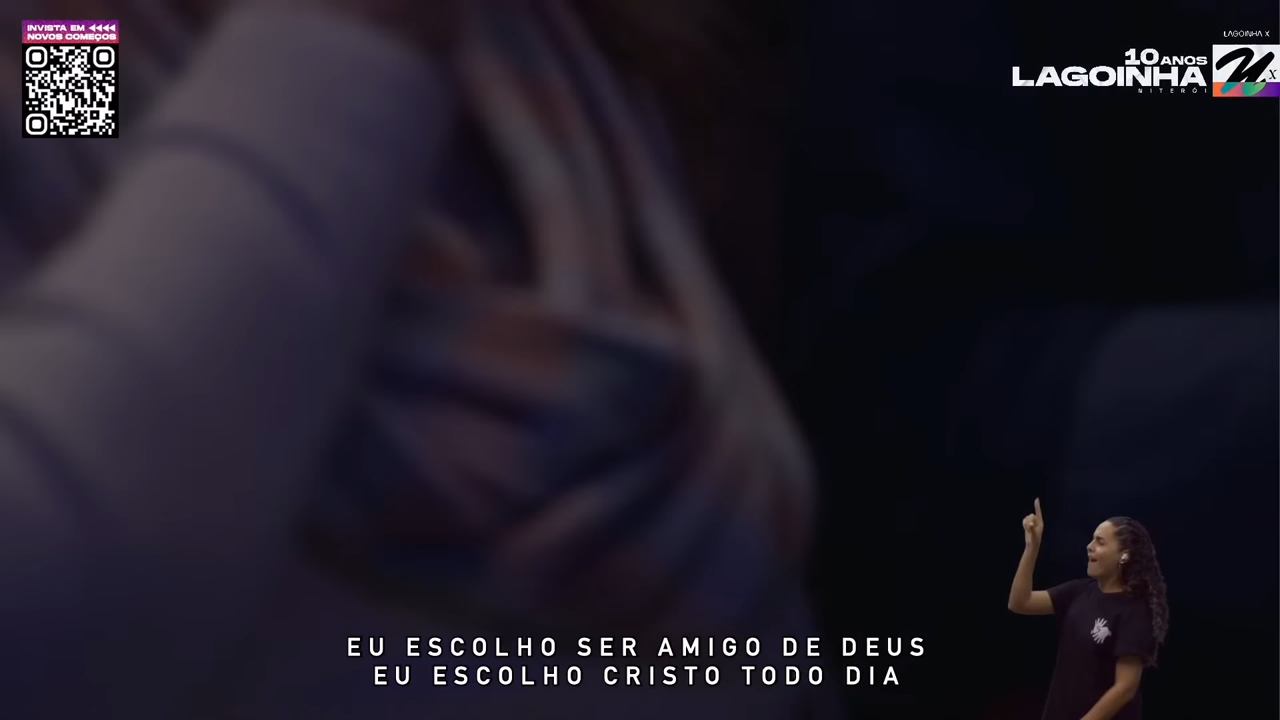 INVISTA EM
NOVOS COMEÇOS
LAGOINHA X
10 ANOS
LAGOINHA
NITERÓI
X
EU ESCOLHO SER AMIGO DE DEUS
EU ESCOLHO CRISTO TODO DIA